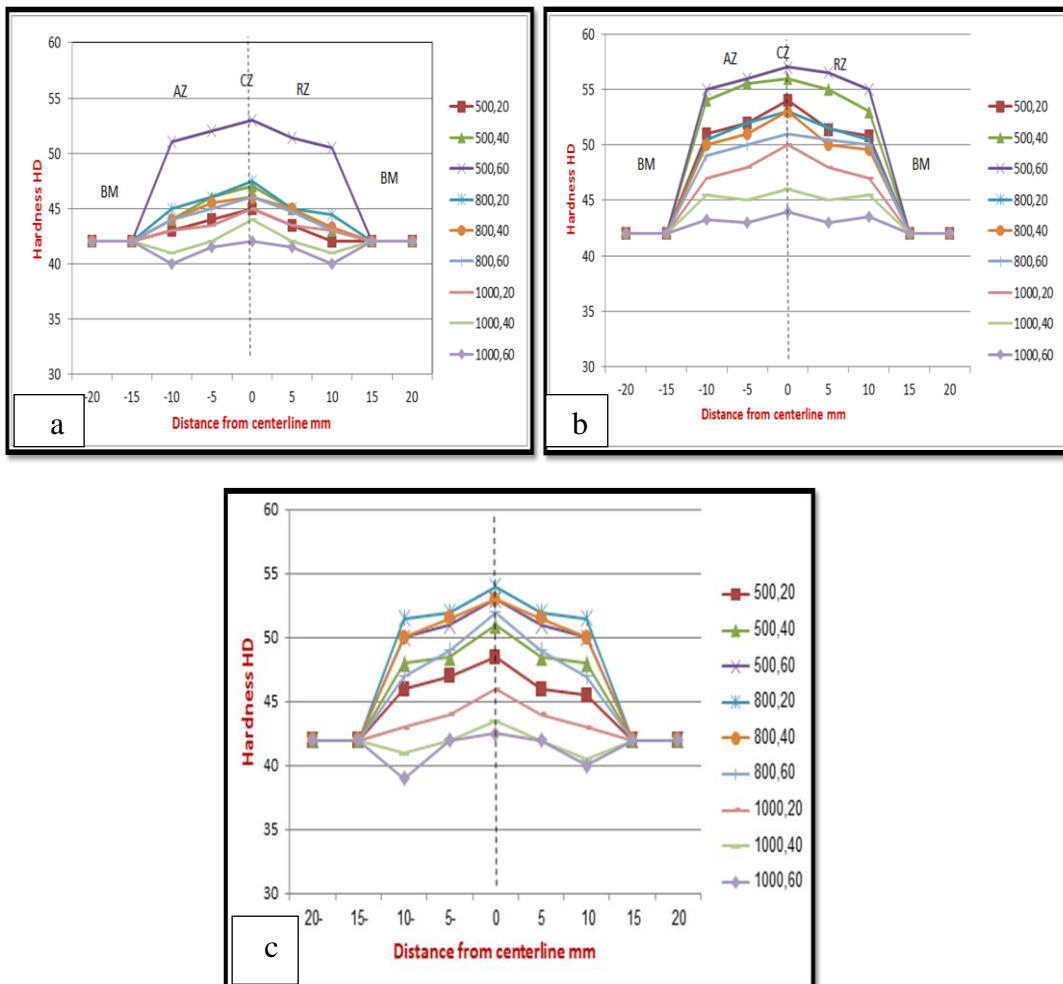 60
55
50
45
40
35
30
Hardness HD
AZ
CZ
RZ
BM
BM
-20 -15 -10 -5 0 5 10 15 20
Distance from centerline mm
500,20
500,40
500,60
800,20
800,40
800,60
1000,20
1000,40
1000,60
a
60
55
50
45
40
35
30
Hardness HD
AZ
CZ
RZ
BM
BM
-20 -15 -10 -5 0 5 10 15 20
Distance from centerline mm
500,20
500,40
500,60
800,20
800,40
800,60
1000,20
1000,40
1000,60
b
60
55
50
45
40
35
30
Hardness HD
20- 15- 10- 5- 0 5 10 15 20
Distance from centerline mm
500,20
500,40
500,60
800,20
800,40
800,60
1000,20
1000,40
1000,60
c